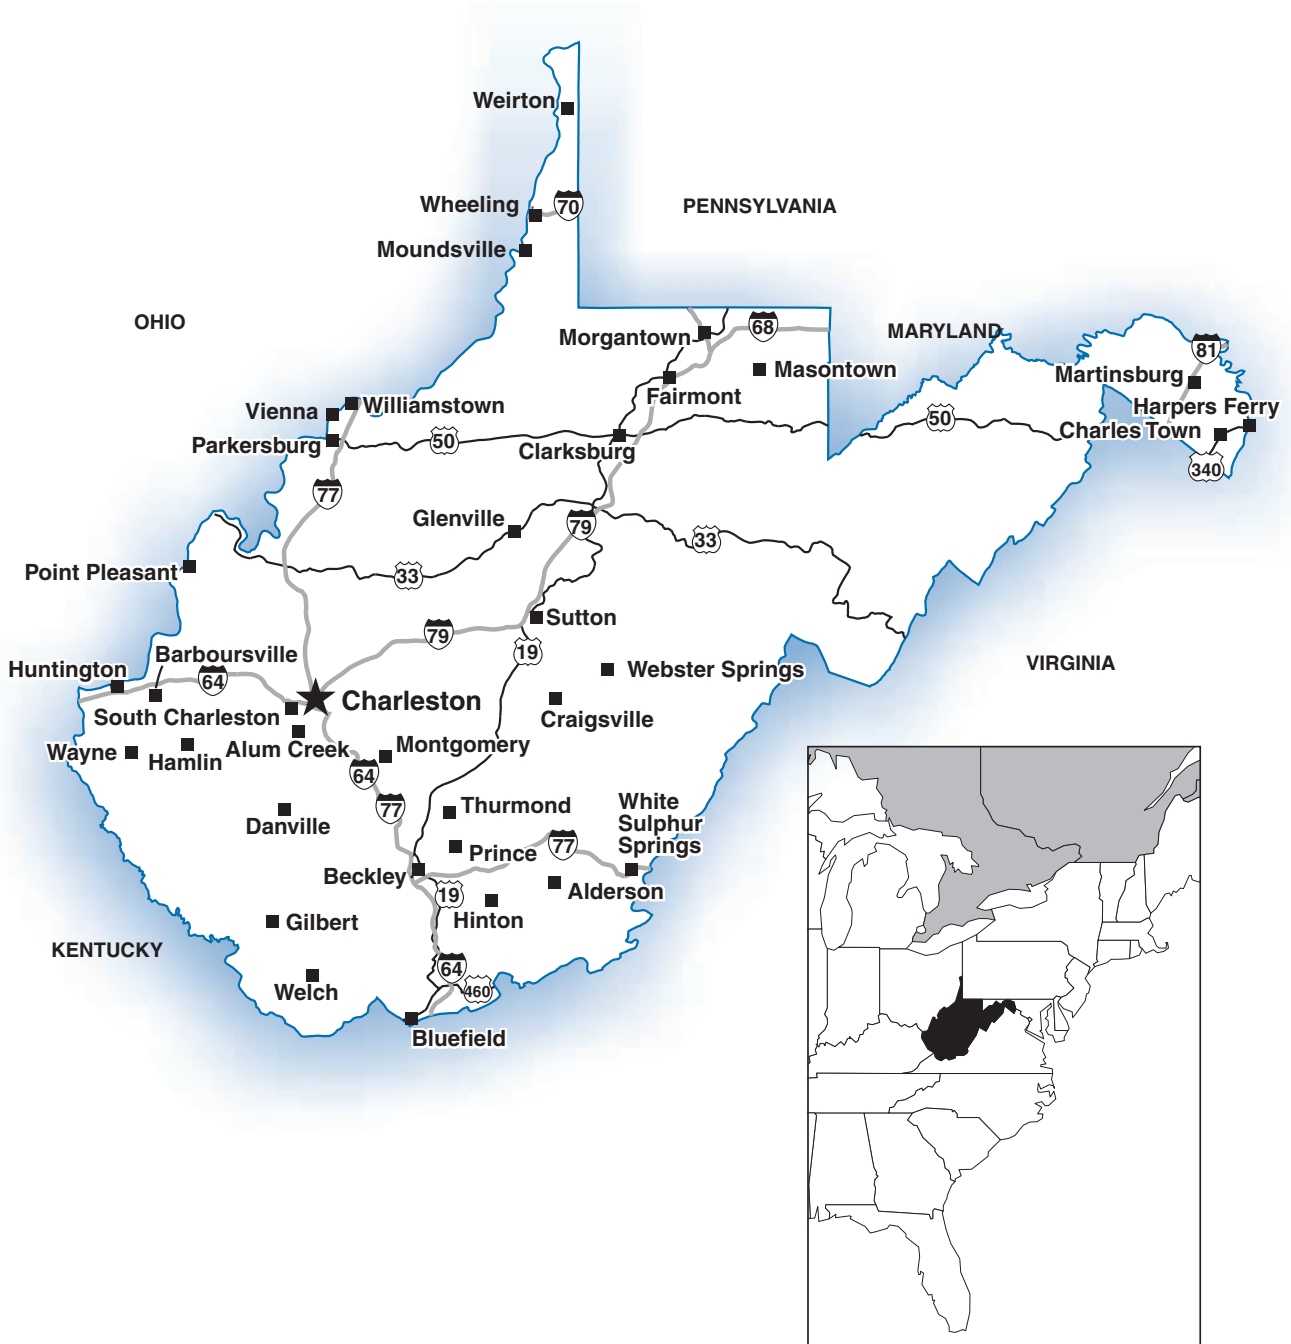 Weirton
Wheeling
70
PENNSYLVANIA
Moundsville
OHIO
Morgantown
68
MARYLAND
81
Masontown
Martinsburg
Fairmont
Vienna
Williamstown
Harpers Ferry
Parkersburg
50
Clarksburg
50
Charles Town
340
77
Glenville
79
33
Point Pleasant
33
Sutton
79
19
Barboursville
Huntington
64
Webster Springs
VIRGINIA
Charleston
South Charleston
Craigsville
Wayne
Hamlin
Alum Creek
Montgomery
64
77
Thurmond
White
Sulphur
Springs
Danville
Prince
77
Beckley
19
Alderson
Hinton
Gilbert
KENTUCKY
64
460
Welch
Bluefield